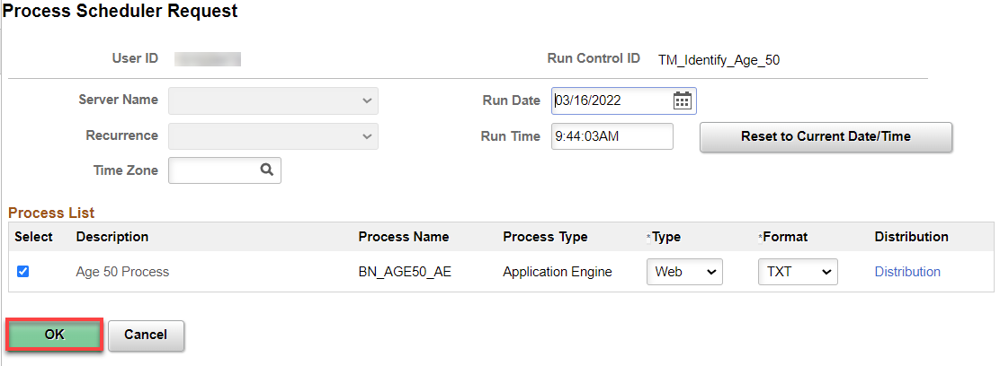 Process Scheduler Request
User ID
Run Control ID TM_Identify_Age_50
Server Name
Run Date 03/16/2022
Recurrence
Run Time 9:44:03AM Reset to Current Date/Time
Time Zone
Process List
Select Description Process Name Process Type *Type *Format Distribution
Age 50 Process BN_AGE50_AE Application Engine Web TXT Distribution
OK Cancel